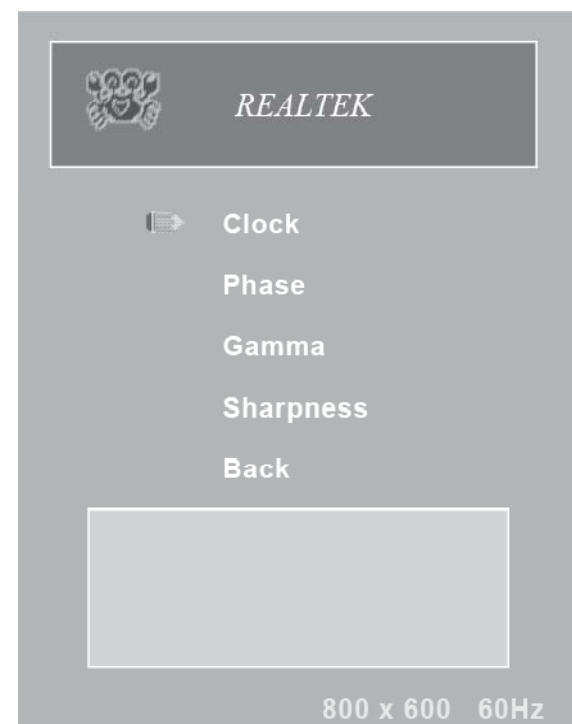 REALTEK
Clock
Phase
Gamma
Sharpness
Back
800 x 600 60Hz